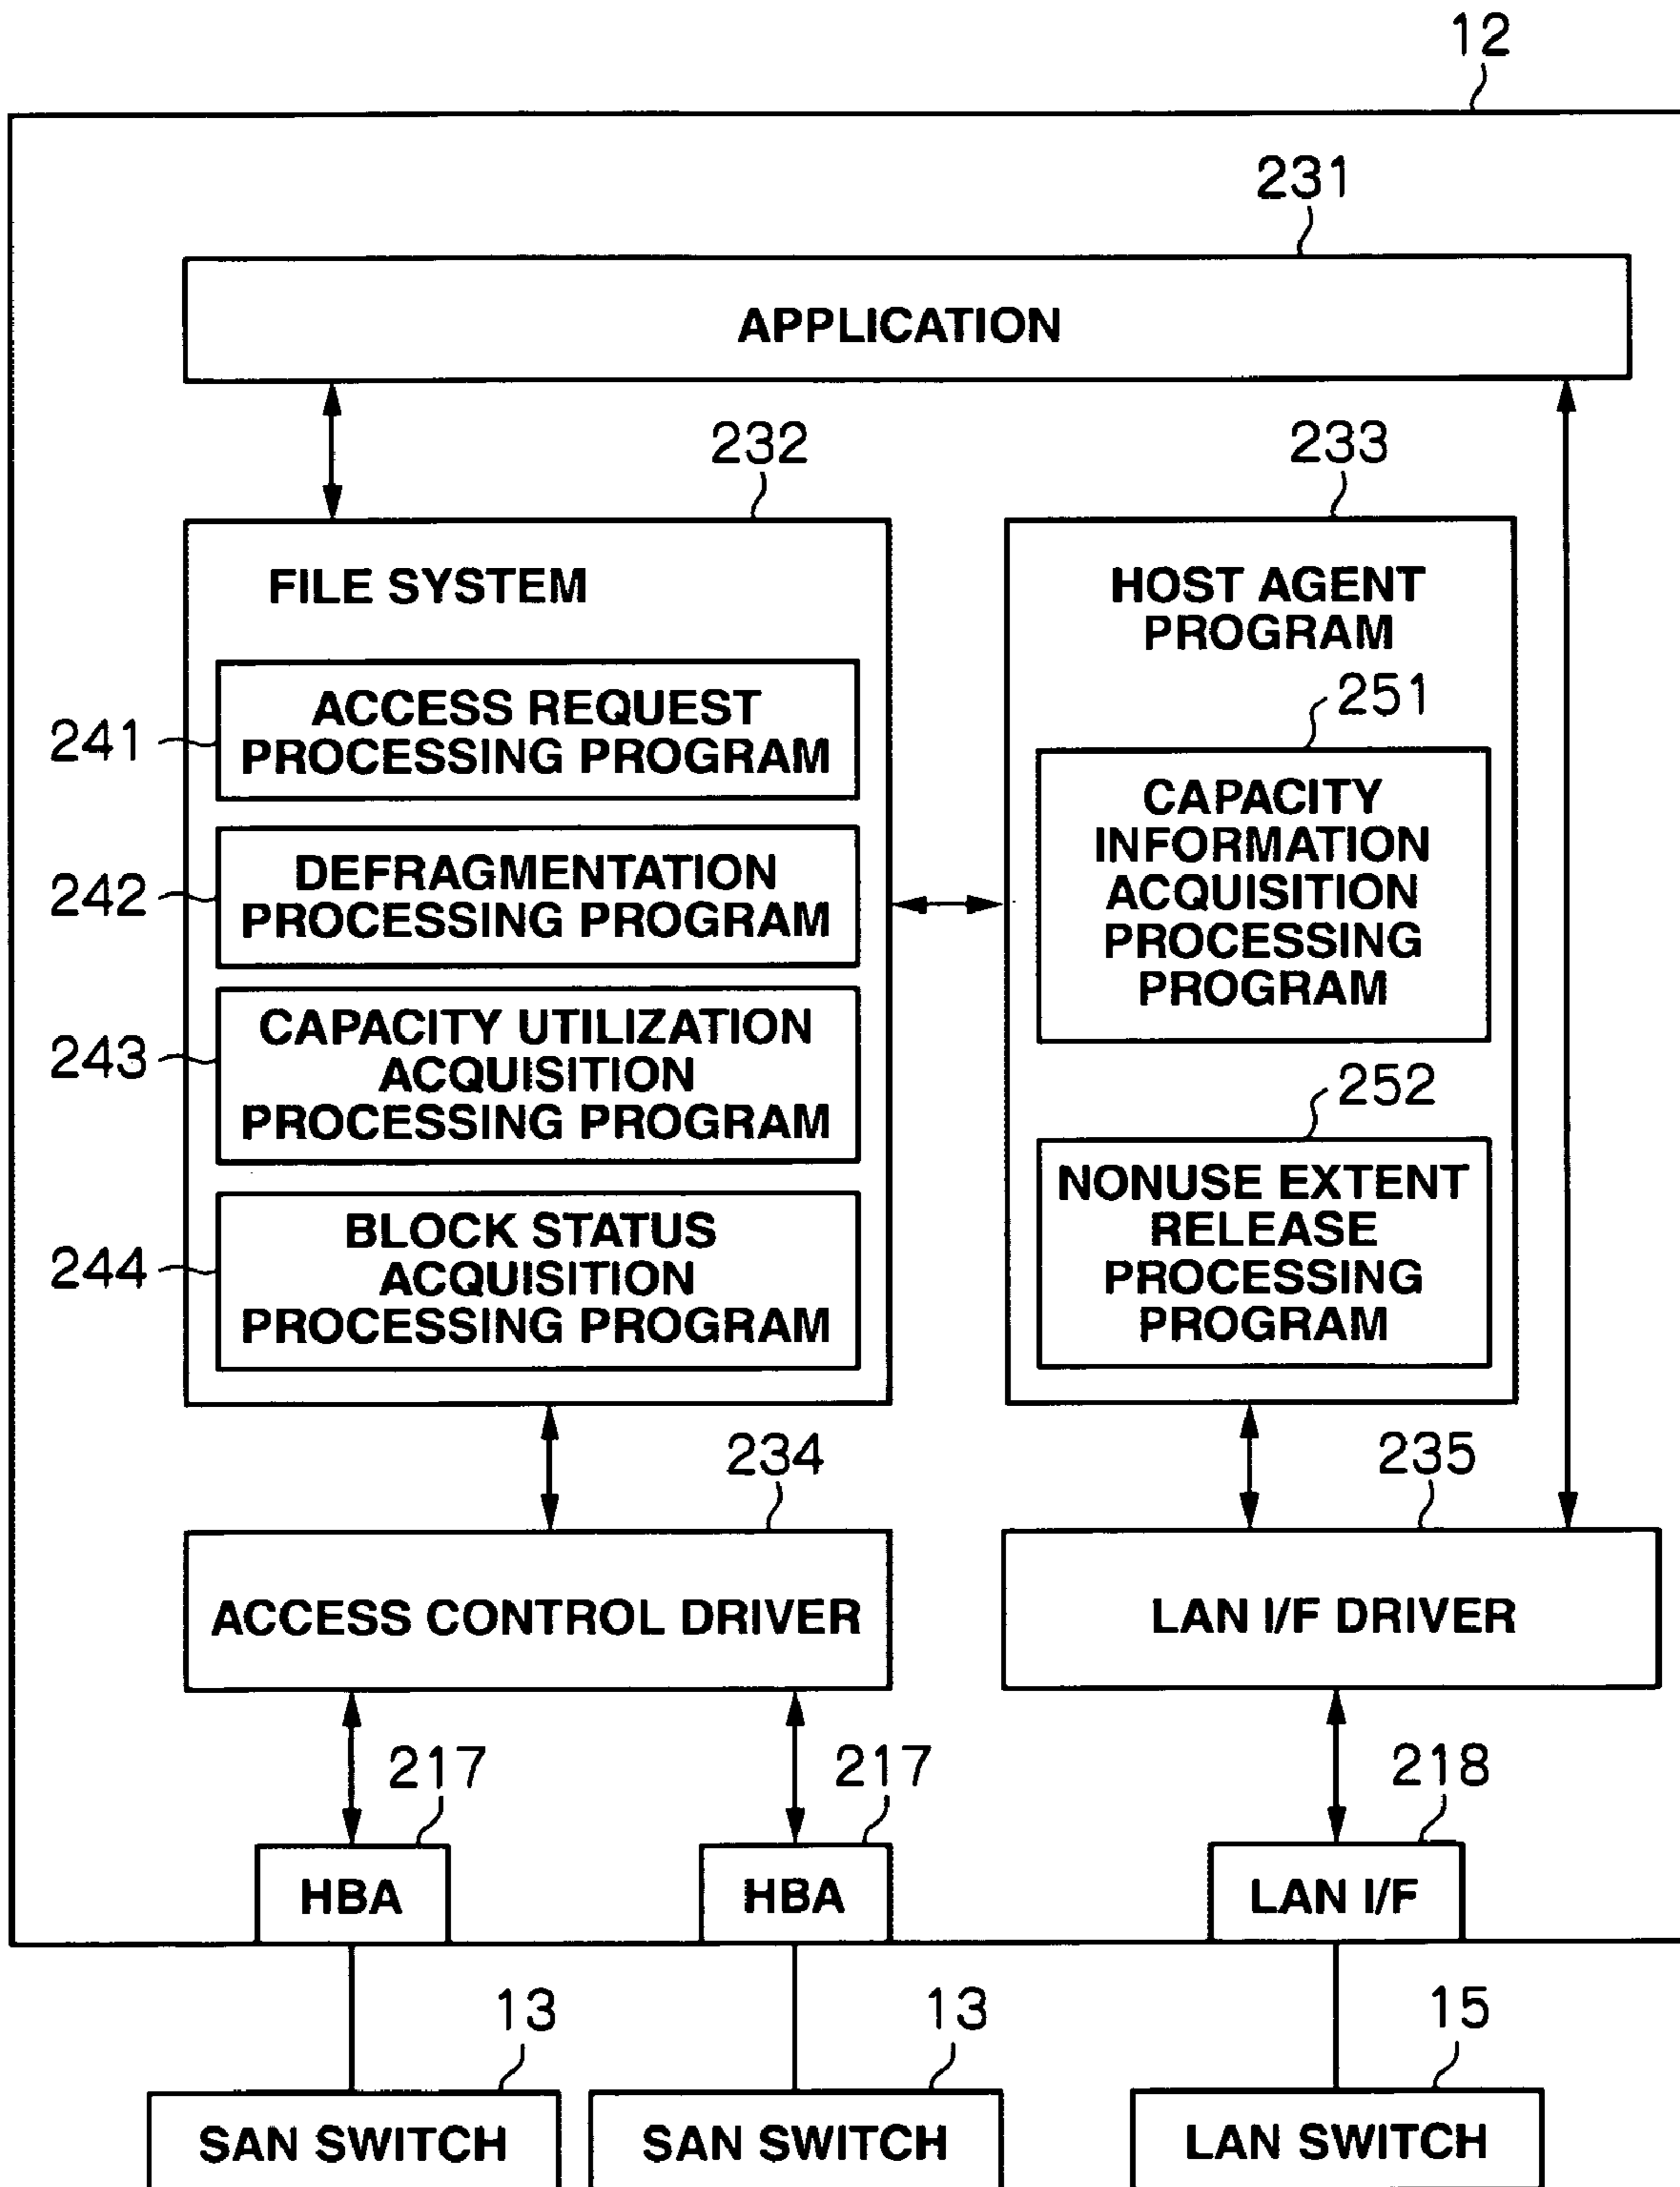 12
231
APPLICATION
232
233
FILE SYSTEM
HOST AGENT
PROGRAM
241
ACCESS REQUEST
PROCESSING PROGRAM
242
DEFRAGMENTATION
PROCESSING PROGRAM
243
CAPACITY UTILIZATION
ACQUISITION
PROCESSING PROGRAM
244
BLOCK STATUS
ACQUISITION
PROCESSING PROGRAM
251
CAPACITY
INFORMATION
ACQUISITION
PROCESSING
PROGRAM
252
NONUSE EXTENT
RELEASE
PROCESSING
PROGRAM
234
235
ACCESS CONTROL DRIVER
LAN I/F DRIVER
217
217
218
HBA
HBA
LAN I/F
13
13
15
SAN SWITCH
SAN SWITCH
LAN SWITCH